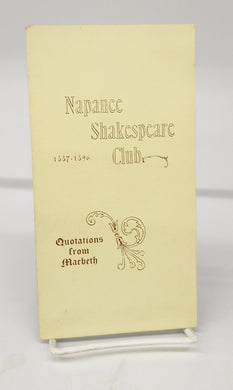 Napanee
Shakespeare
Club
Quotations
from
Macbeth